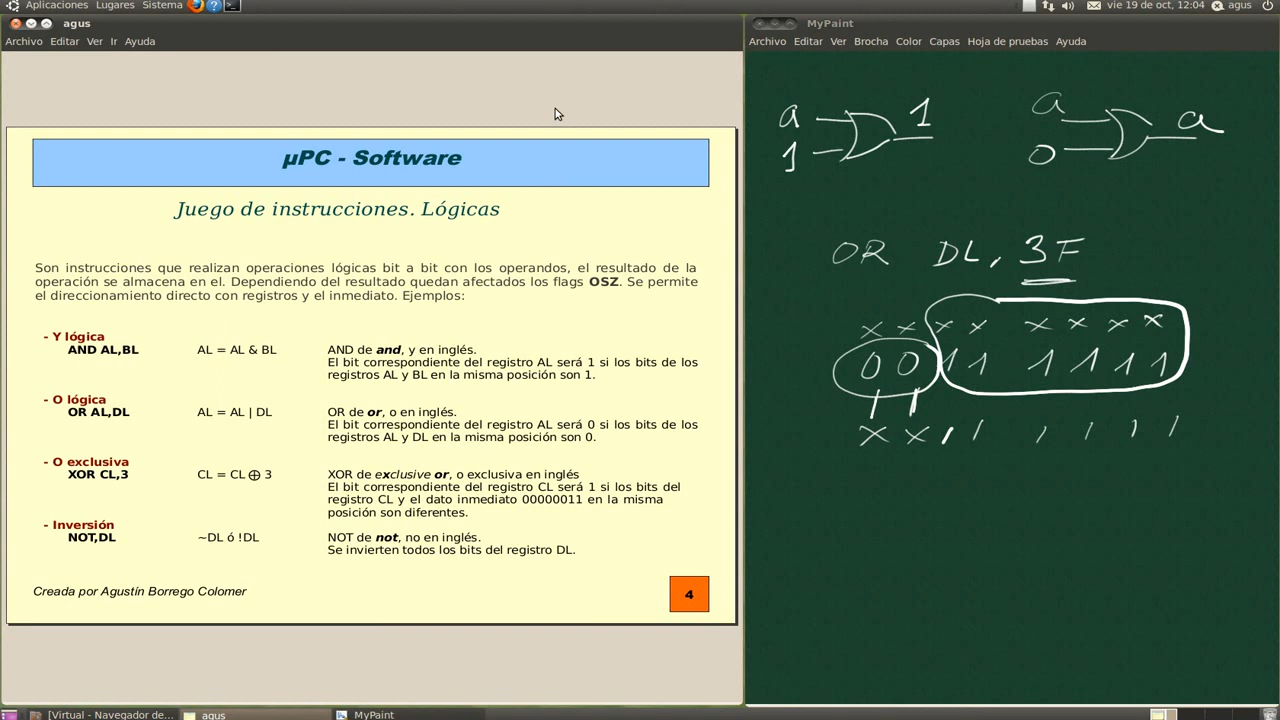 Aplicaciones Lugares Sistema
vie 19 de oct, 12:04 agus
agus
Archivo Editar Ver Ir Ayuda
µPC - Software
Juego de instrucciones. Lógicas
Son instrucciones que realizan operaciones lógicas bit a bit con los operandos, el resultado de la
operación se almacena en el. Dependiendo del resultado quedan afectados los flags OSZ. Se permite
el direccionamiento directo con registros y el inmediato. Ejemplos:
- Y lógica
AND AL,BL AL = AL & BL AND de and, y en inglés.
El bit correspondiente del registro AL será 1 si los bits de los
registros AL y BL en la misma posición son 1.
- O lógica
OR AL,DL AL = AL | DL OR de or, o en inglés.
El bit correspondiente del registro AL será 0 si los bits de los
registros AL y DL en la misma posición son 0.
- O exclusiva
XOR CL,3 CL = CL ⊕ 3 XOR de exclusive or, o exclusiva en inglés
El bit correspondiente del registro CL será 1 si los bits del
registro CL y el dato inmediato 00000011 en la misma
posición son diferentes.
- Inversión
NOT,DL ~DL ó !DL NOT de not, no en inglés.
Se invierten todos los bits del registro DL.
Creada por Agustín Borrego Colomer
4
MyPaint
Archivo Editar Ver Brocha Color Capas Hoja de pruebas Ayuda
a 1 a a
1 0
OR DL, 3F
x x x x x x x x
0 0 1 1 1 1 1 1
x x 1 1 1 1 1 1
[Virtual - Navegador de... agus MyPaint